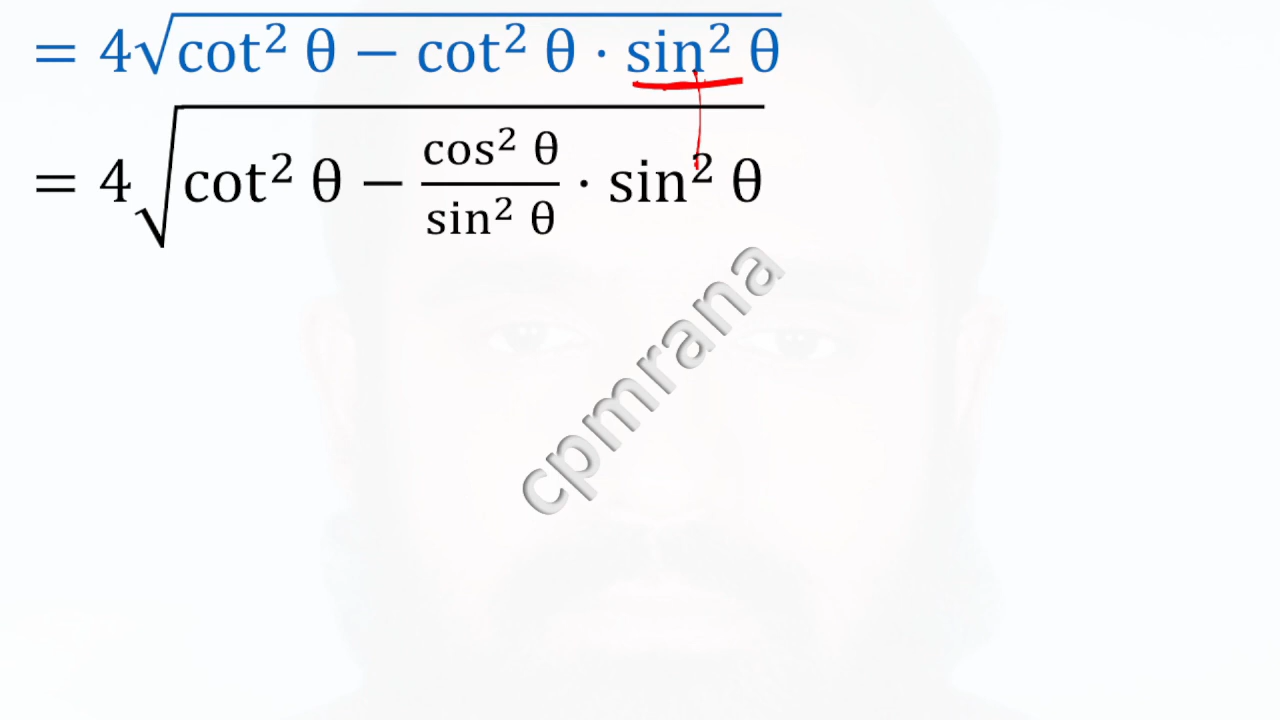 = 4√(cot² θ − cot² θ · sin² θ)
= 4√(cot² θ − cos² θ / sin² θ · sin² θ)
cpmrana